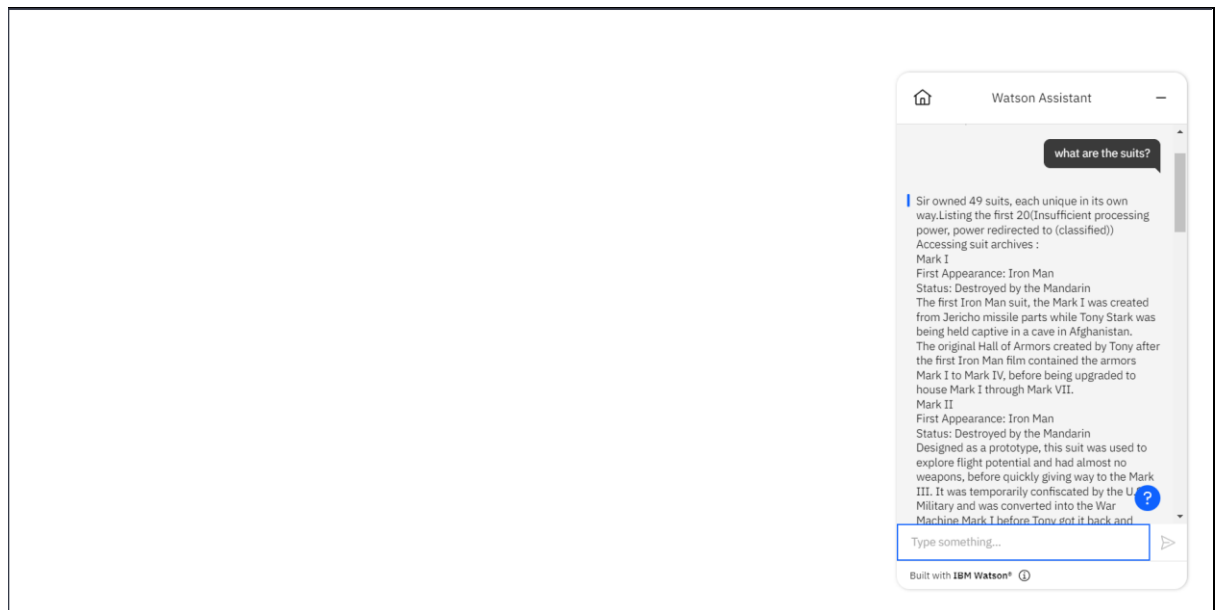 Watson Assistant
what are the suits?
Sir owned 49 suits, each unique in its own
way.Listing the first 20(Insufficient processing
power, power redirected to (classified))
Accessing suit archives :
Mark I
First Appearance: Iron Man
Status: Destroyed by the Mandarin
The first Iron Man suit, the Mark I was created
from Jericho missile parts while Tony Stark was
being held captive in a cave in Afghanistan.
The original Hall of Armors created by Tony after
the first Iron Man film contained the armors
Mark I to Mark IV, before being upgraded to
house Mark I through Mark VII.
Mark II
First Appearance: Iron Man
Status: Destroyed by the Mandarin
Designed as a prototype, this suit was used to
explore flight potential and had almost no
weapons, before quickly giving way to the Mark
III. It was temporarily confiscated by the
?
Military and was converted into the War
Machine Mark I before Tony got it back and
Type something...
Built with IBM Watson®